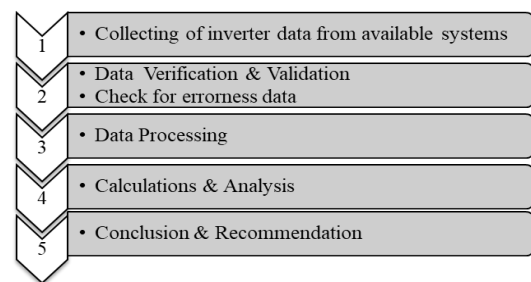 1
• Collecting of inverter data from available systems
2
• Data Verification & Validation
• Check for errorness data
3
• Data Processing
4
• Calculations & Analysis
5
• Conclusion & Recommendation